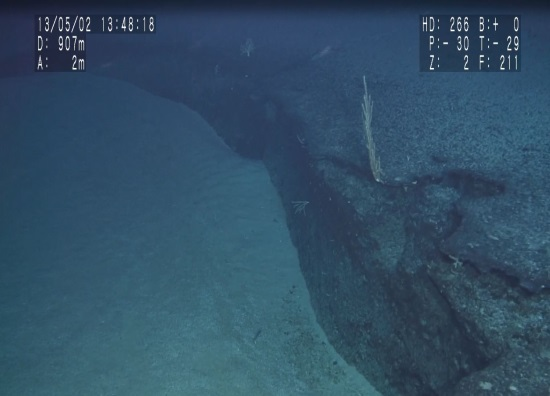 13/05/02 13:48:18
D: 907m
A: 2m
HD: 266 B:+ 0
P:- 30 T:- 29
Z: 2 F: 211